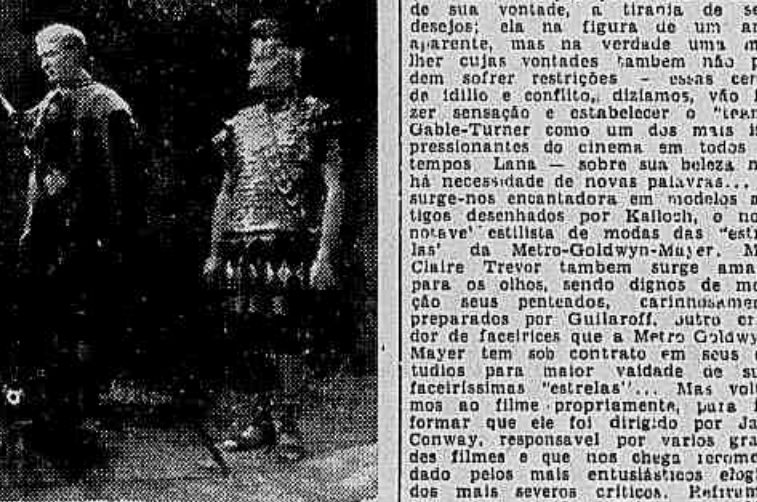 de sua vontade, a tirania de se
desejos; ela na figura de um an
aparente, mas na verdade uma m
lher cujas vontades tambem não p
dem sofrer restrições — essas cen
de idilio e conflito, diziamos, vão f
zer sensação e estabelecer o "team
Gable-Turner como um dos mais i
pressionantes do cinema em todos
tempos Lana — sobre sua beleza n
há necessidade de novas palavras...
surge-nos encantadora em modelos a
tigos desenhados por Kalloch, o no
notavel estilista de modas das "estr
las" da Metro-Goldwyn-Mayer. M
Claire Trevor tambem surge ama
para os olhos, sendo dignos de me
ção seus penteados, carinhosamen
preparados por Guilaroff, outro cr
dor de faceirices que a Metro Goldwy
Mayer tem sob contrato em seus e
tudios para maior vaidade de su
faceiríssimas "estrelas"... Mas volt
mos ao filme propriamente, para i
formar que ele foi dirigido por Ja
Conway, responsavel por varios gra
des filmes e que nos chega recome
dado pelos mais entusiásticos elogi
dos mais severos criticos.